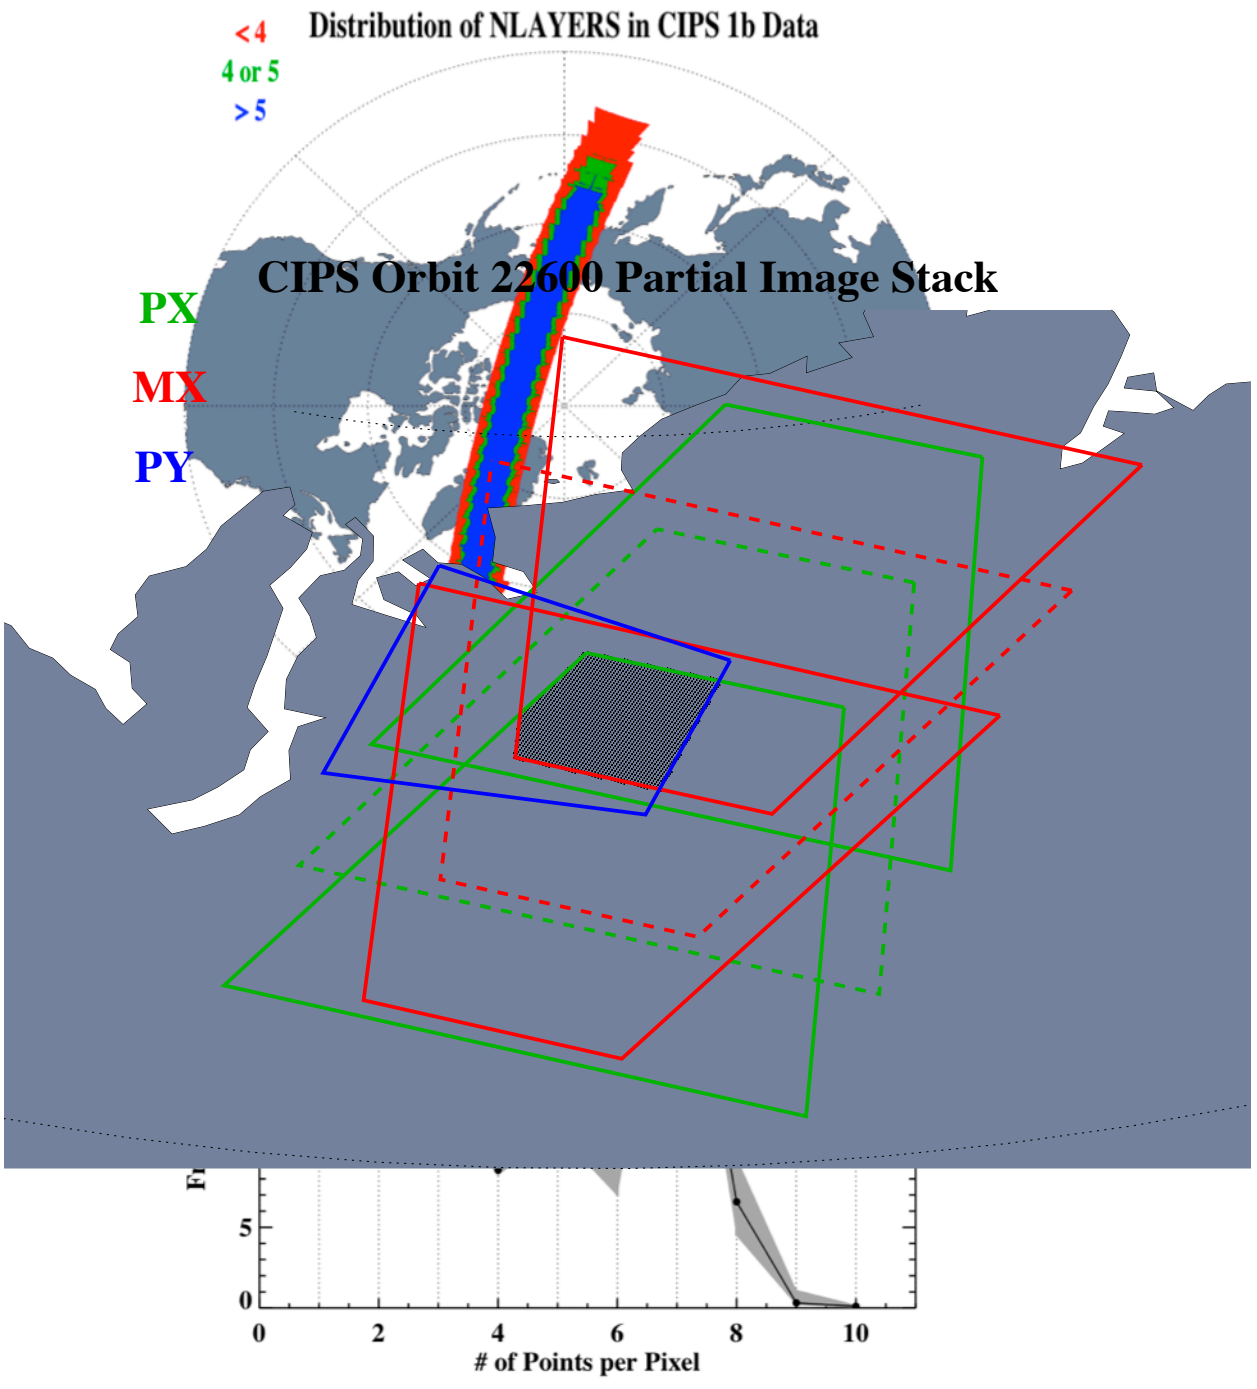 Distribution of NLAYERS in CIPS 1b Data
< 4
4 or 5
> 5
CIPS Orbit 22600 Partial Image Stack
PX
MX
PY
5
0
0 2 4 6 8 10
# of Points per Pixel